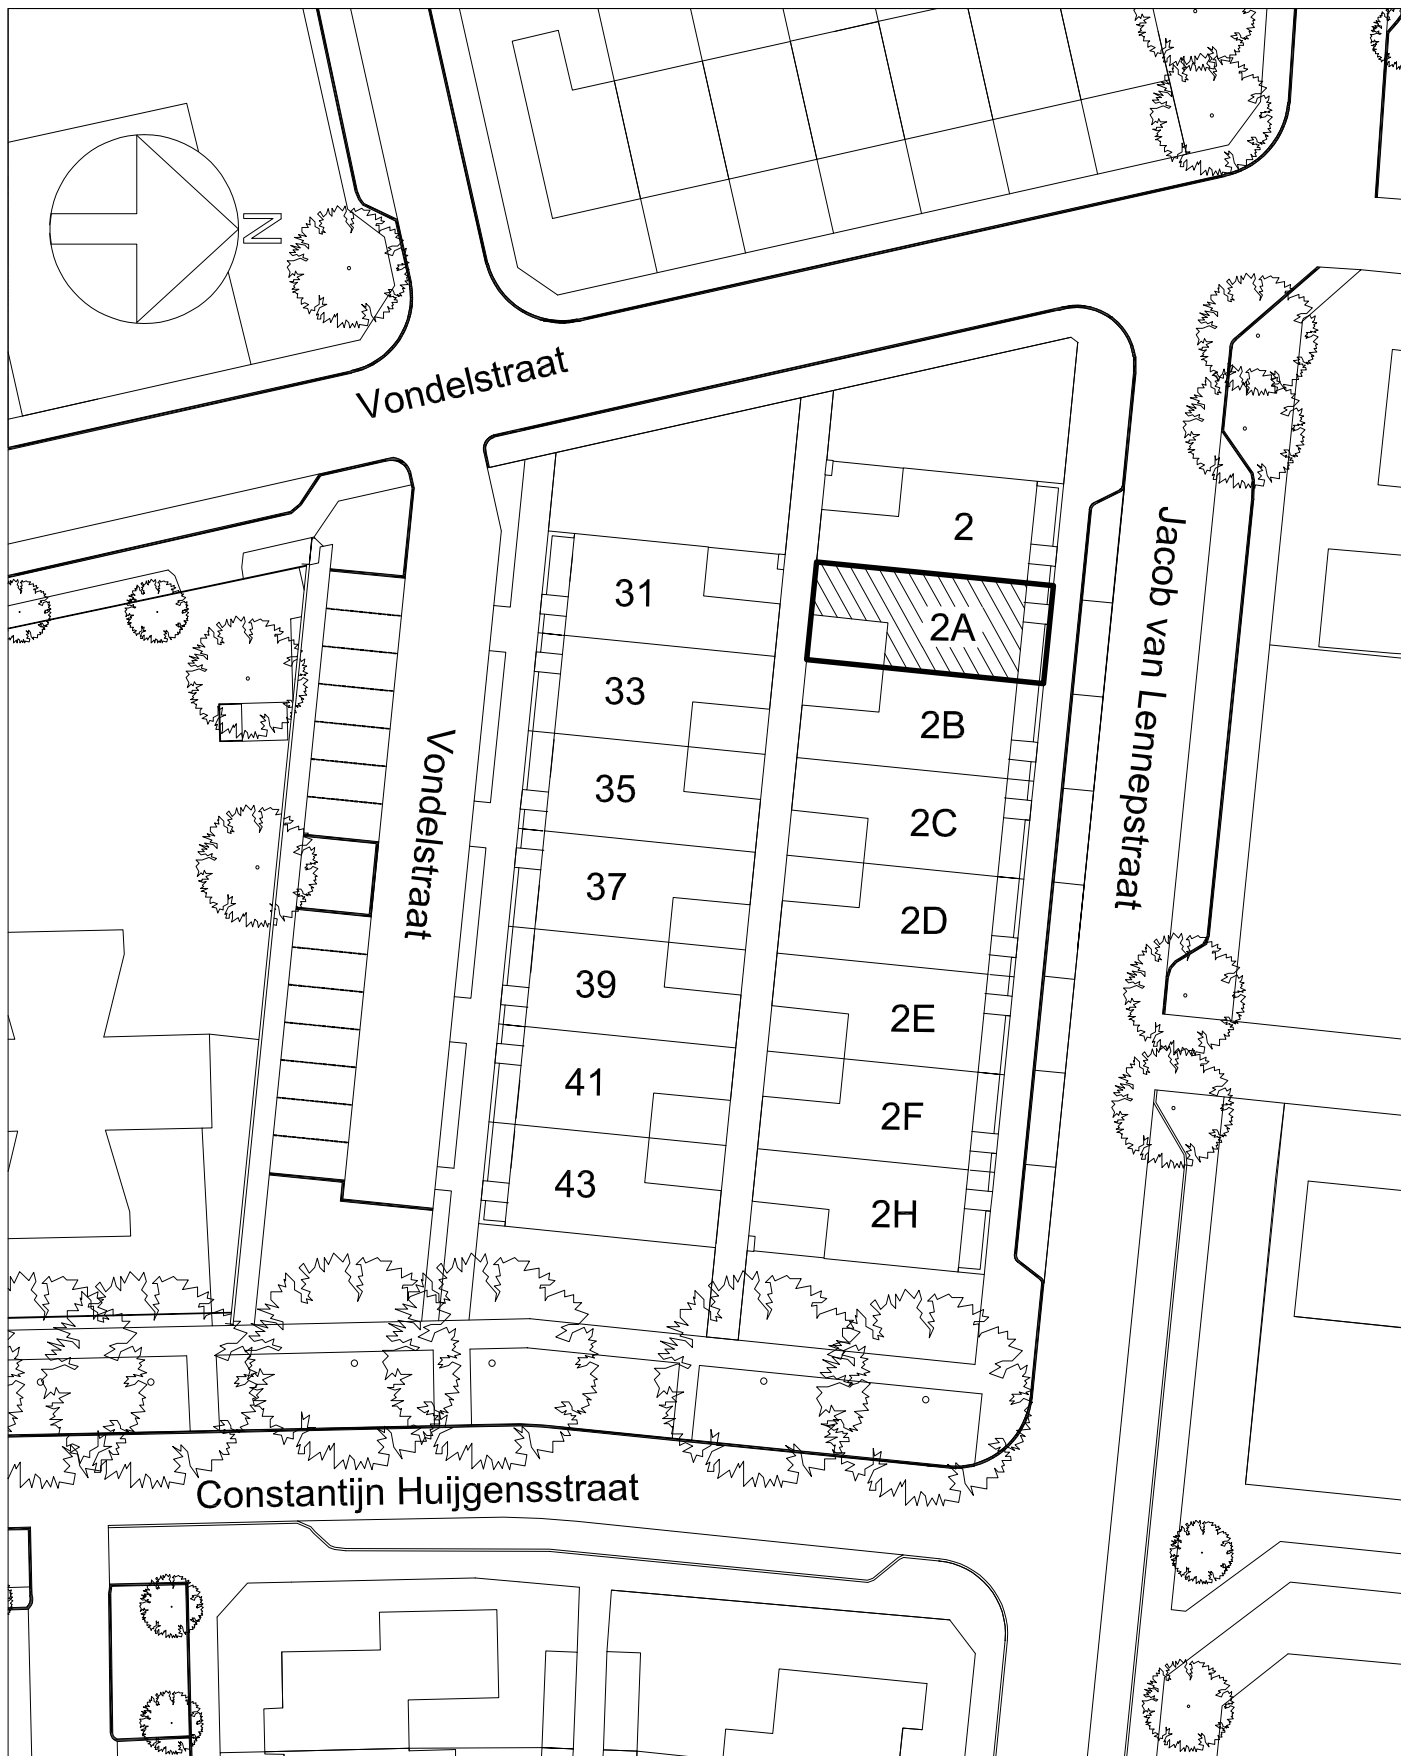 N
Vondelstraat
2
31
2A
Jacob van Lennepstraat
33
2B
Vondelstraat
35
2C
37
2D
39
2E
41
2F
43
2H
Constantijn Huijgensstraat